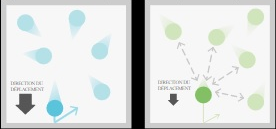 DIRECTION DU
DÉPLACEMENT
DIRECTION DU
DÉPLACEMENT